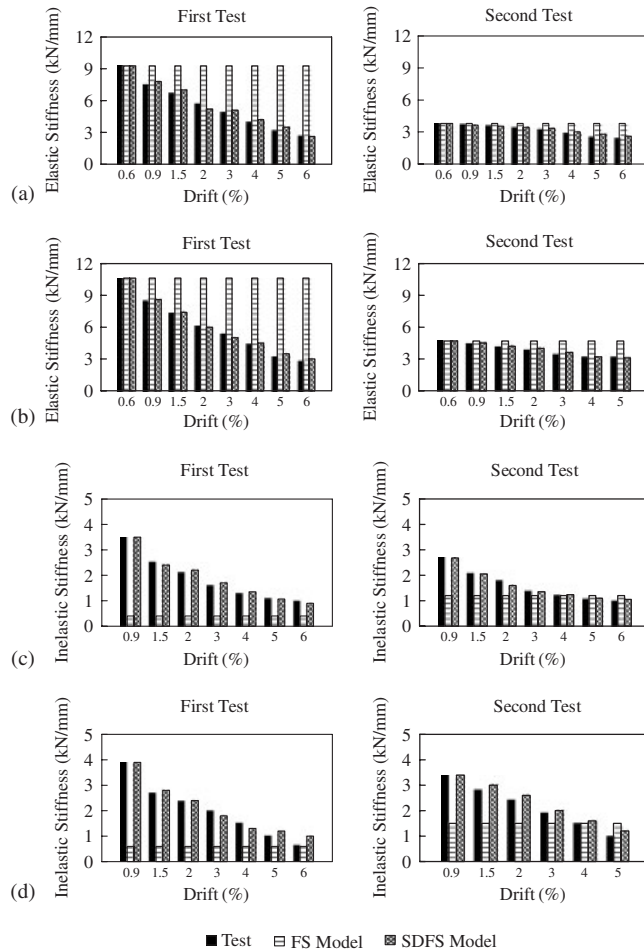 First Test
Elastic Stiffness (kN/mm)
12
9
6
3
0
0.6 0.9 1.5 2 3 4 5 6
Drift (%)
Second Test
Elastic Stiffness (kN/mm)
12
9
6
3
0
0.6 0.9 1.5 2 3 4 5 6
Drift (%)
(a)
First Test
Elastic Stiffness (kN/mm)
12
9
6
3
0
0.6 0.9 1.5 2 3 4 5 6
Drift (%)
Second Test
Elastic Stiffness (kN/mm)
12
9
6
3
0
0.6 0.9 1.5 2 3 4 5
Drift (%)
(b)
First Test
Inelastic Stiffness (kN/mm)
5
4
3
2
1
0
0.9 1.5 2 3 4 5 6
Drift (%)
Second Test
Inelastic Stiffness (kN/mm)
5
4
3
2
1
0
0.9 1.5 2 3 4 5 6
Drift (%)
(c)
First Test
Inelastic Stiffness (kN/mm)
5
4
3
2
1
0
0.9 1.5 2 3 4 5 6
Drift (%)
Second Test
Inelastic Stiffness (kN/mm)
5
4
3
2
1
0
0.9 1.5 2 3 4 5
Drift (%)
(d)
Test FS Model SDFS Model